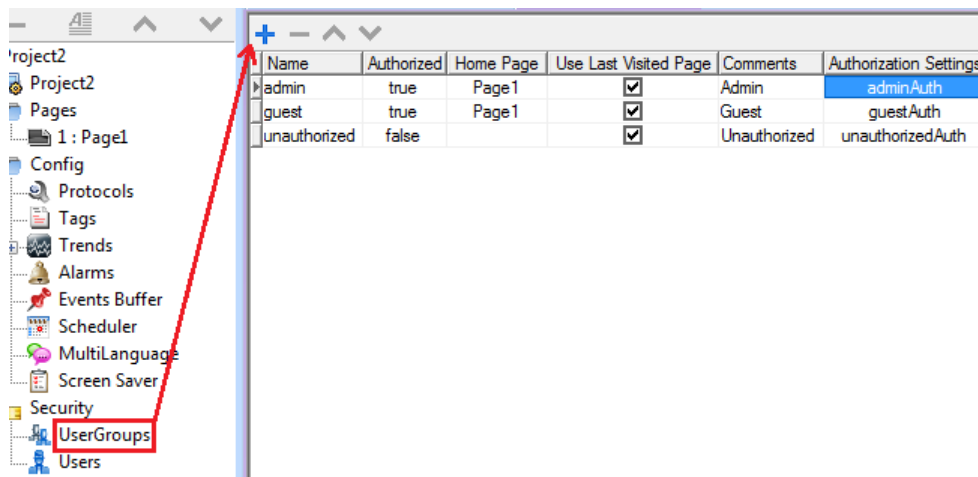 Project2
Project2
Pages
1 : Page1
Config
Protocols
Tags
Trends
Alarms
Events Buffer
Scheduler
MultiLanguage
Screen Saver
Security
UserGroups
Users
Name Authorized Home Page Use Last Visited Page Comments Authorization Settings
admin true Page1 Admin adminAuth
guest true Page1 Guest guestAuth
unauthorized false Unauthorized unauthorizedAuth